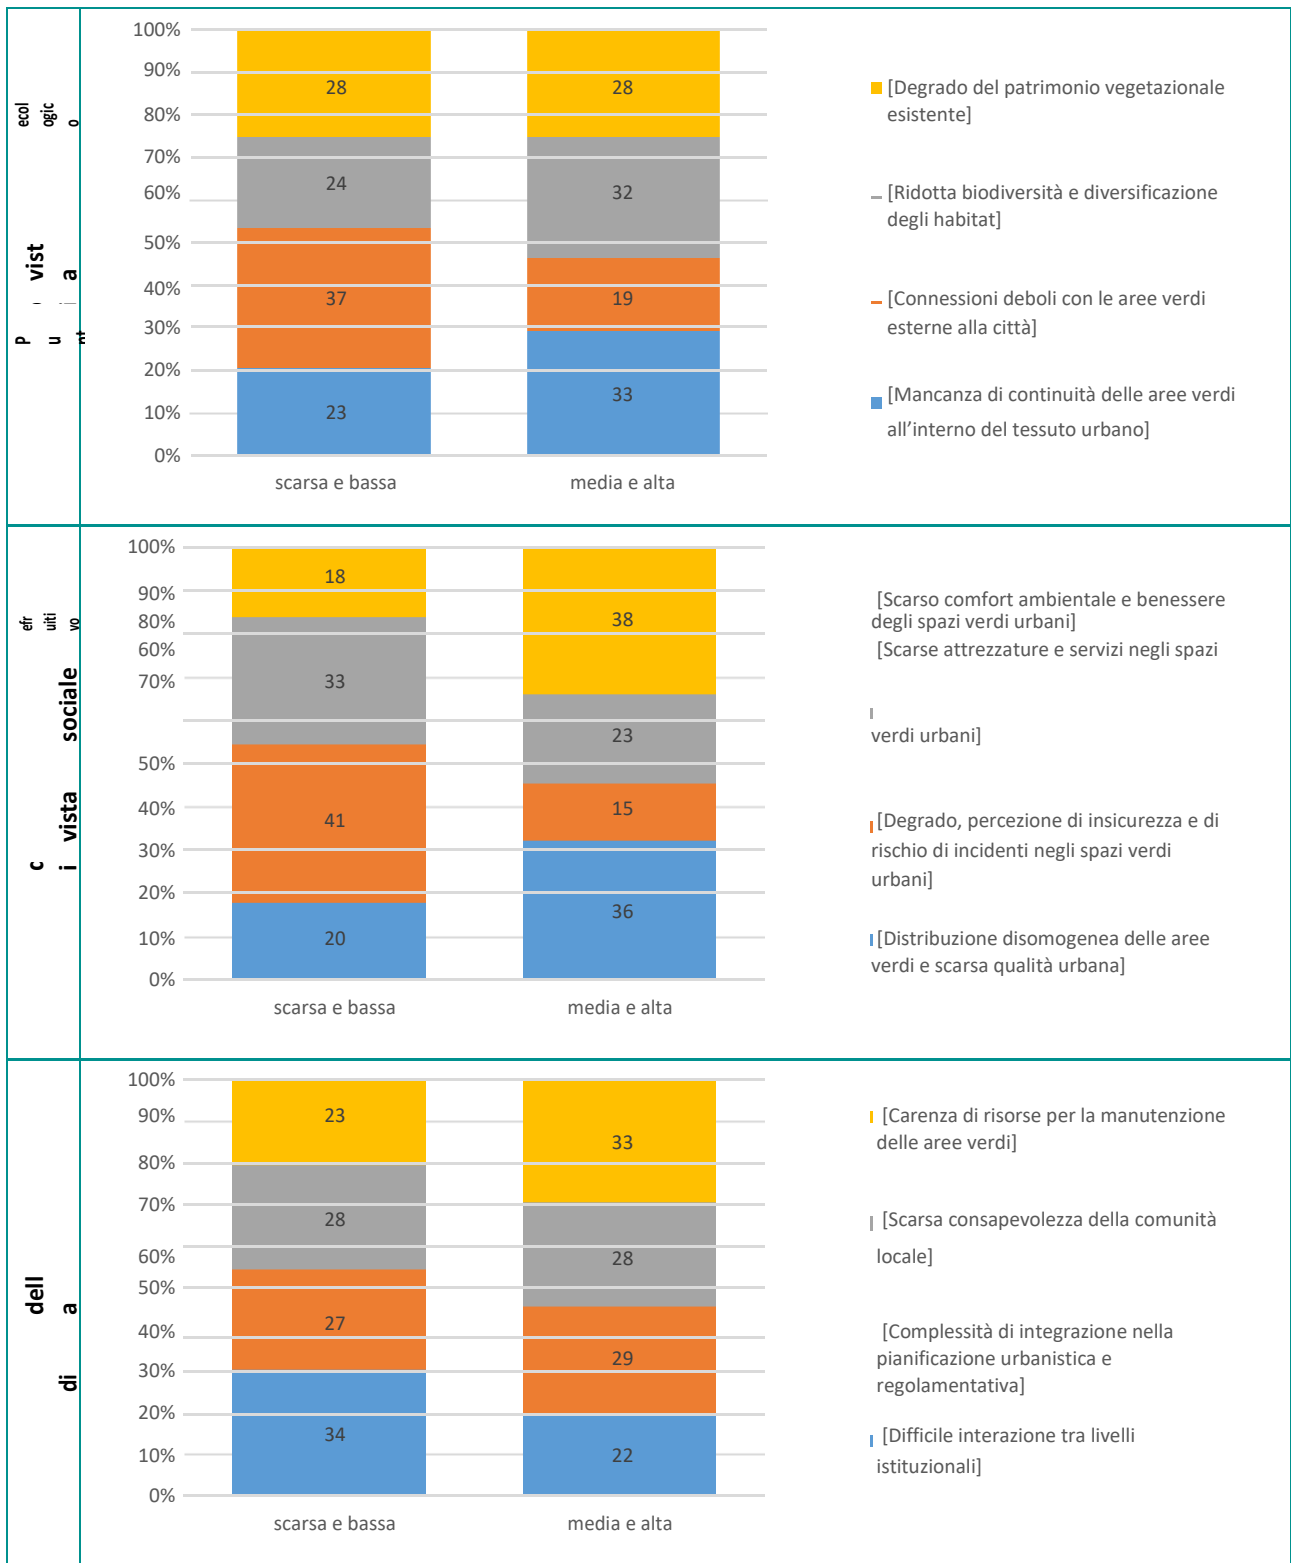 ecol
ogic
o
vist
a
P
u
nt
100%
90%
80%
70%
60%
50%
40%
30%
20%
10%
0%
28
24
37
23
28
32
19
33
scarsa e bassa
media e alta
[Degrado del patrimonio vegetazionale
esistente]
[Ridotta biodiversità e diversificazione
degli habitat]
[Connessioni deboli con le aree verdi
esterne alla città]
[Mancanza di continuità delle aree verdi
all’interno del tessuto urbano]
efr
uiti
vo
sociale
vista
c
i
100%
90%
80%
60%
70%
50%
40%
30%
20%
10%
0%
18
33
41
20
38
23
15
36
scarsa e bassa
media e alta
[Scarso comfort ambientale e benessere
degli spazi verdi urbani]
[Scarse attrezzature e servizi negli spazi
verdi urbani]
[Degrado, percezione di insicurezza e di
rischio di incidenti negli spazi verdi
urbani]
[Distribuzione disomogenea delle aree
verdi e scarsa qualità urbana]
dell
a
di
100%
90%
80%
70%
60%
50%
40%
30%
20%
10%
0%
23
28
27
34
33
28
29
22
scarsa e bassa
media e alta
[Carenza di risorse per la manutenzione
delle aree verdi]
[Scarsa consapevolezza della comunità
locale]
[Complessità di integrazione nella
pianificazione urbanistica e
regolamentativa]
[Difficile interazione tra livelli
istituzionali]